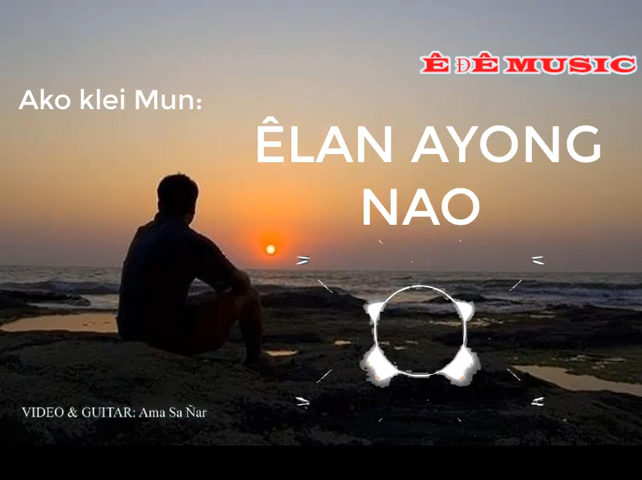 Ê ĐÊ MUSIC
Ako klei Mun:
ÊLAN AYONG
NAO
VIDEO & GUITAR: Ama Sa Ñar